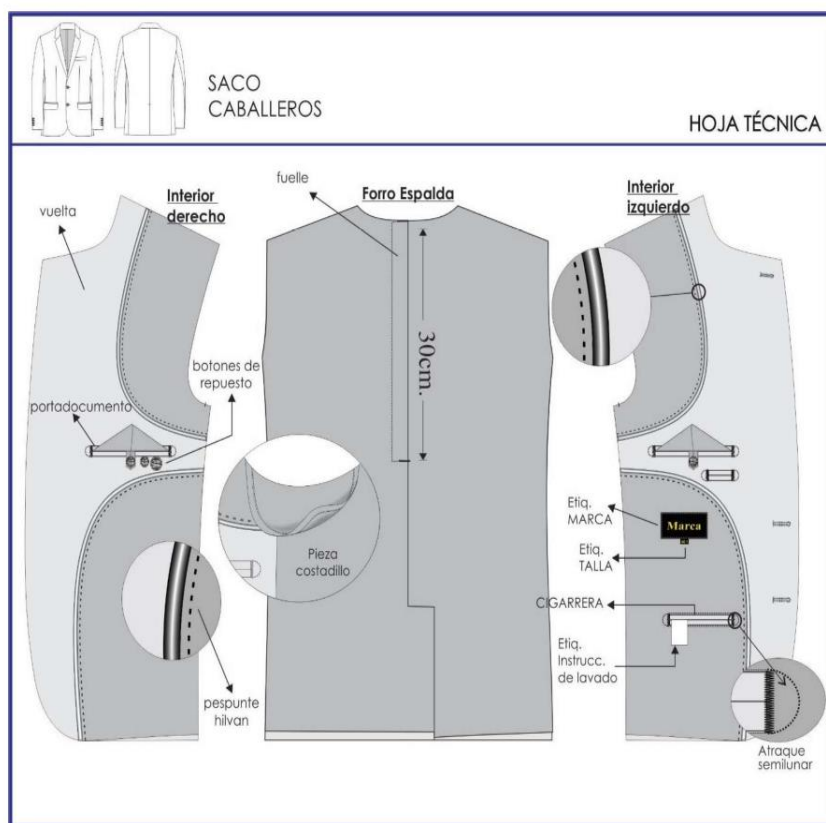 SACO
CABALLEROS
HOJA TÉCNICA
fuelle
Forro Espalda
Interior
derecho
Interior
izquierdo
vuelta
30cm.
botones de
repuesto
portadocumento
Etiq.
MARCA
Marca
Etiq.
TALLA
Pieza
costadillo
CIGARRERA
Etiq.
Instrucc.
de lavado
pespunte
hilvan
Atraque
semilunar